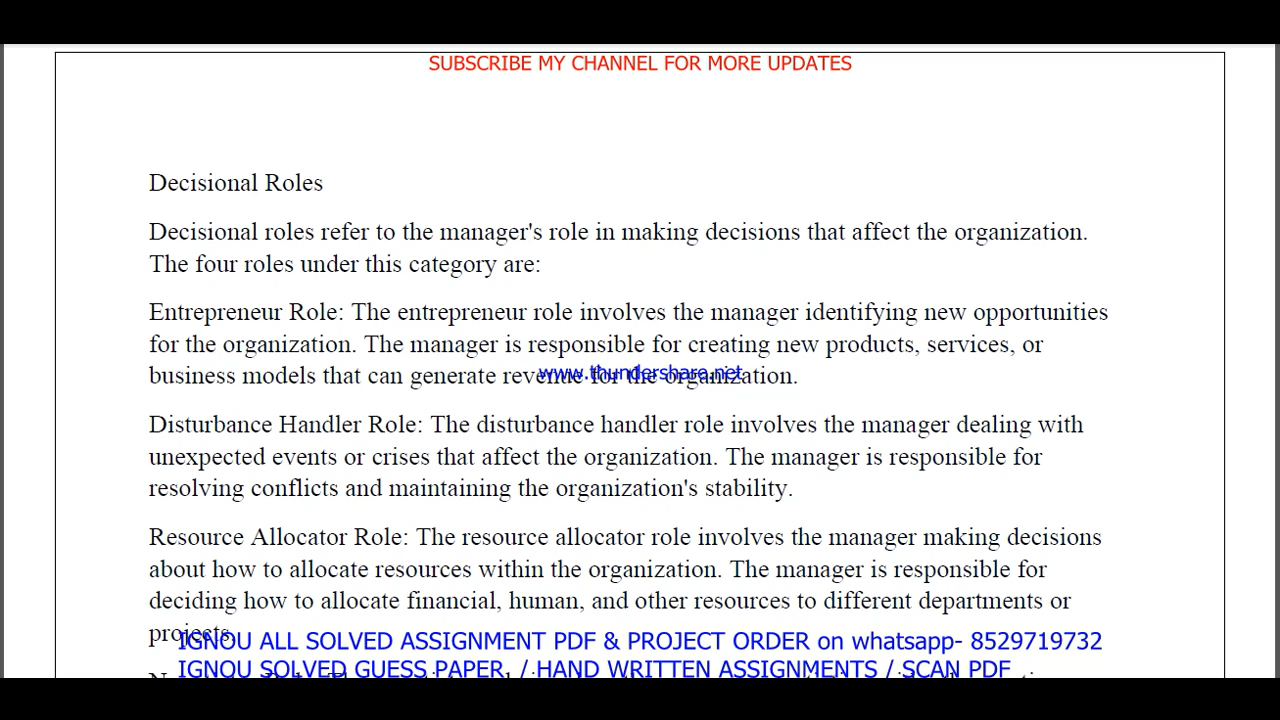 SUBSCRIBE MY CHANNEL FOR MORE UPDATES
Decisional Roles
Decisional roles refer to the manager's role in making decisions that affect the organization.
The four roles under this category are:
Entrepreneur Role: The entrepreneur role involves the manager identifying new opportunities
for the organization. The manager is responsible for creating new products, services, or
business models that can generate revenue for the organization.
www.thundershara.net
Disturbance Handler Role: The disturbance handler role involves the manager dealing with
unexpected events or crises that affect the organization. The manager is responsible for
resolving conflicts and maintaining the organization's stability.
Resource Allocator Role: The resource allocator role involves the manager making decisions
about how to allocate resources within the organization. The manager is responsible for
deciding how to allocate financial, human, and other resources to different departments or
projects.
IGNOU ALL SOLVED ASSIGNMENT PDF & PROJECT ORDER on whatsapp- 8529719732
IGNOU SOLVED GUESS PAPER, / HAND WRITTEN ASSIGNMENTS / SCAN PDF